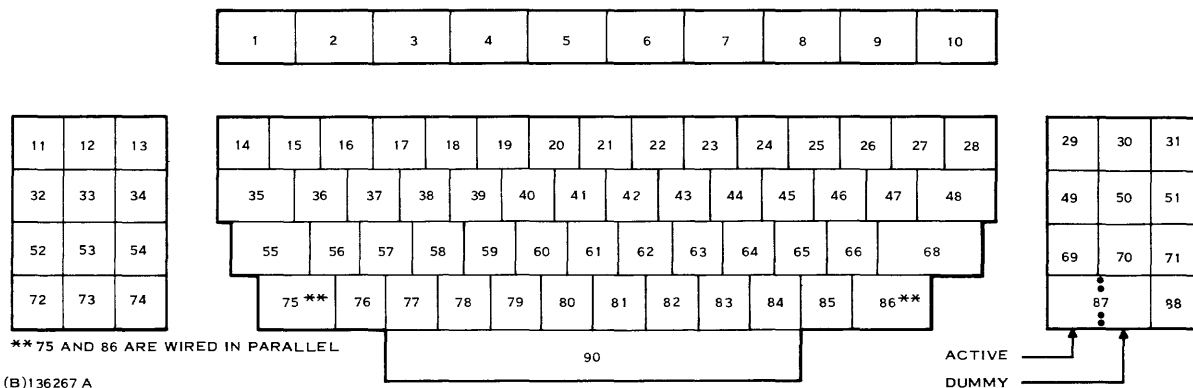 1 2 3 4 5 6 7 8 9 10
11 12 13 14 15 16 17 18 19 20 21 22 23 24 25 26 27 28 29 30 31
32 33 34 35 36 37 38 39 40 41 42 43 44 45 46 47 48 49 50 51
52 53 54 55 56 57 58 59 60 61 62 63 64 65 66 68 69 70 71
72 73 74 75** 76 77 78 79 80 81 82 83 84 85 86** 87 88
**75 AND 86 ARE WIRED IN PARALLEL
90
ACTIVE
DUMMY
(B)136267 A